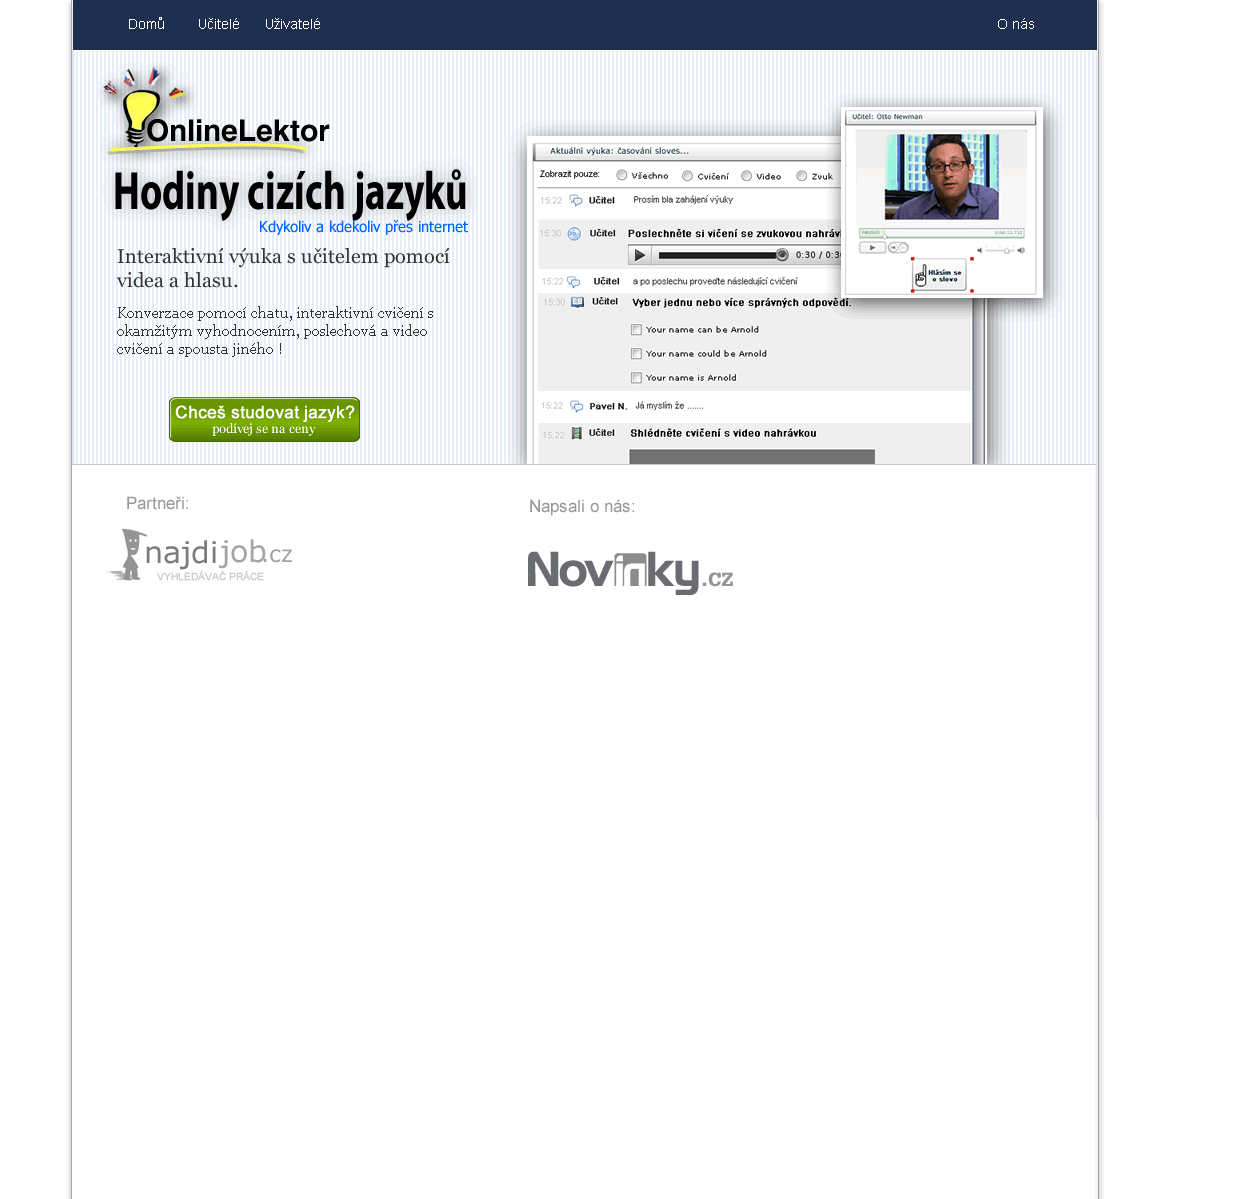 Domů Učitelé Uživatelé O nás
OnlineLektor
Hodiny cizích jazyků
Kdykoliv a kdekoliv přes internet
Interaktivní výuka s učitelem pomocí
videa a hlasu.
Konverzace pomocí chatu, interaktivní cvičení s
okamžitým vyhodnocením, poslechová a video
cvičení a spousta jiného !
Chceš studovat jazyk?
podívej se na ceny
Aktuální výuka: časování sloves...
Zobrazit pouze: Všechno Cvičení Video Zvuk
15:22 Učitel Prosím bla zahájení výuky
15:30 Učitel Poslechněte si vičení se zvukovou nahráv
0:30 / 0:30
15:22 Učitel a po poslechu proveďte následující cvičení
15:30 Učitel Vyber jednu nebo více správných odpovědí.
Your name can be Arnold
Your name could be Arnold
Your name is Arnold
15:22 Pavel N. Já myslím že .......
15:22 Učitel Shlédněte cvičení s video nahrávkou
Učitel: Otto Newman
Hlásím se
o slovo
Partneři:
najdijob.cz
VYHLEDÁVAČ PRÁCE
Napsali o nás:
Novinky.cz